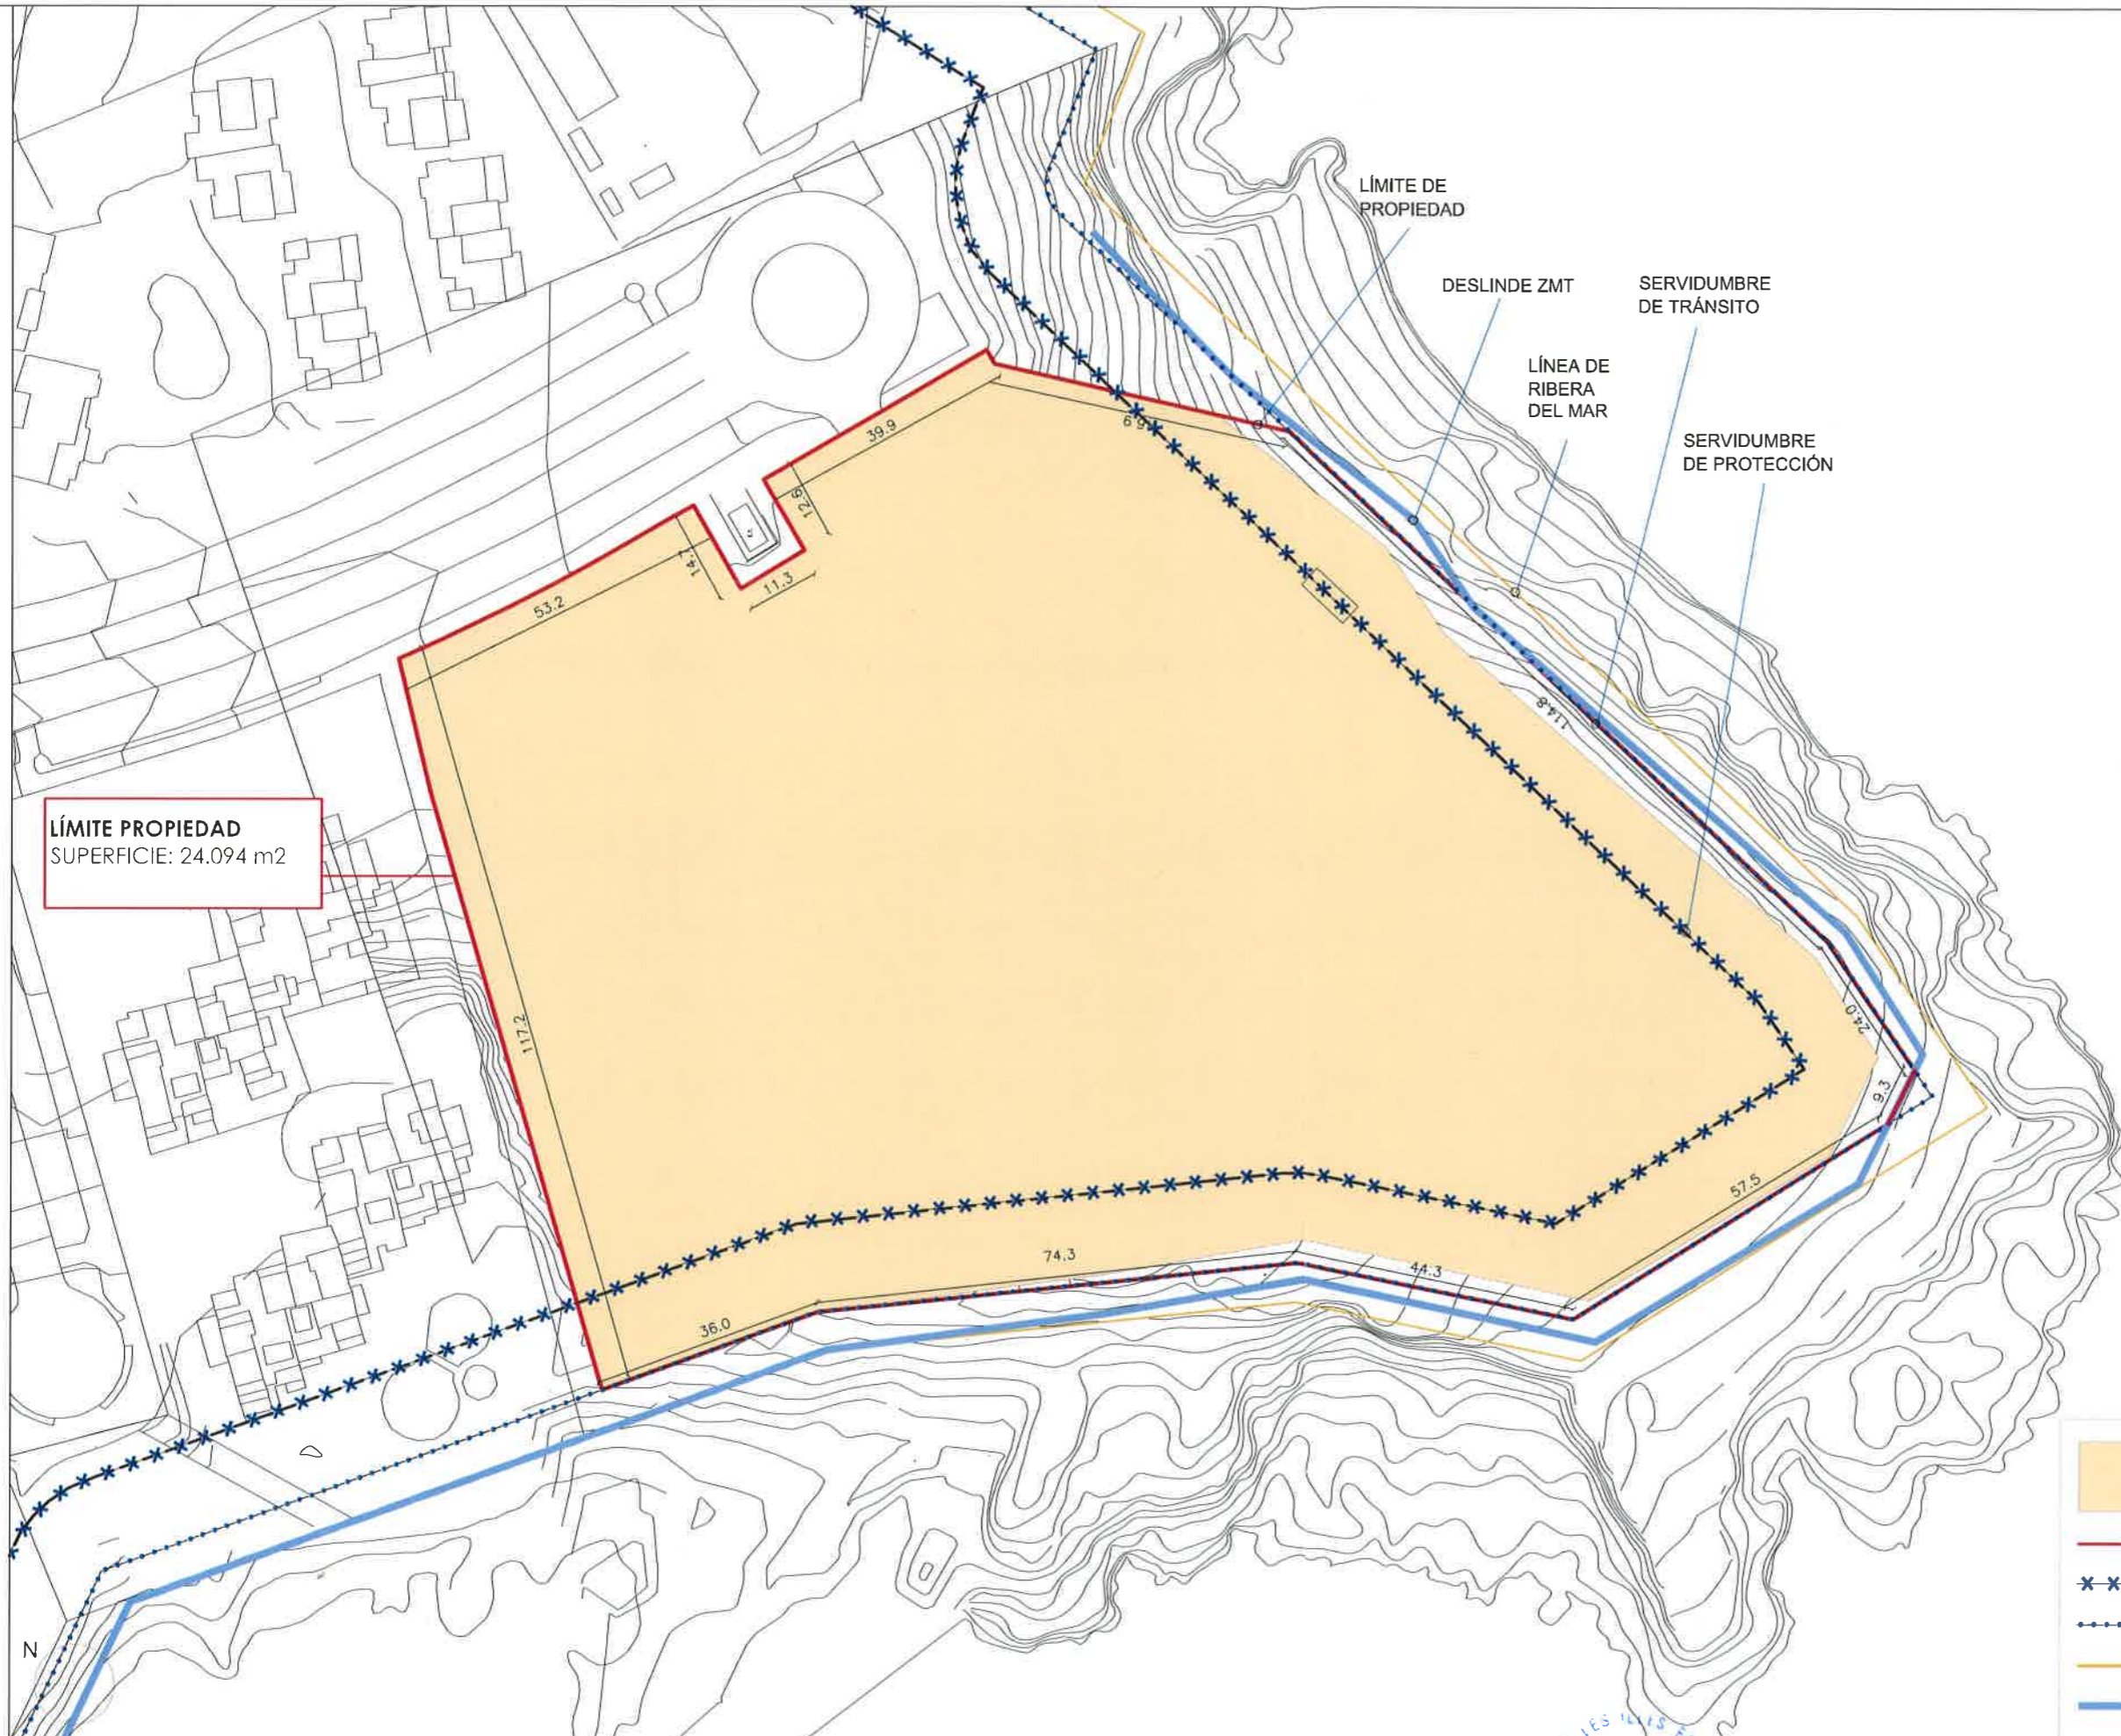 LÍMITE DE
PROPIEDAD
DESLINDE ZMT
SERVIDUMBRE
DE TRÁNSITO
LÍNEA DE
RIBERA
DEL MAR
SERVIDUMBRE
DE PROTECCIÓN
39.9
12.6
14.7
11.3
53.2
114.8
LÍMITE PROPIEDAD
SUPERFICIE: 24.094 m2
117.2
24.0
9.3
57.5
74.3
44.3
36.0
N